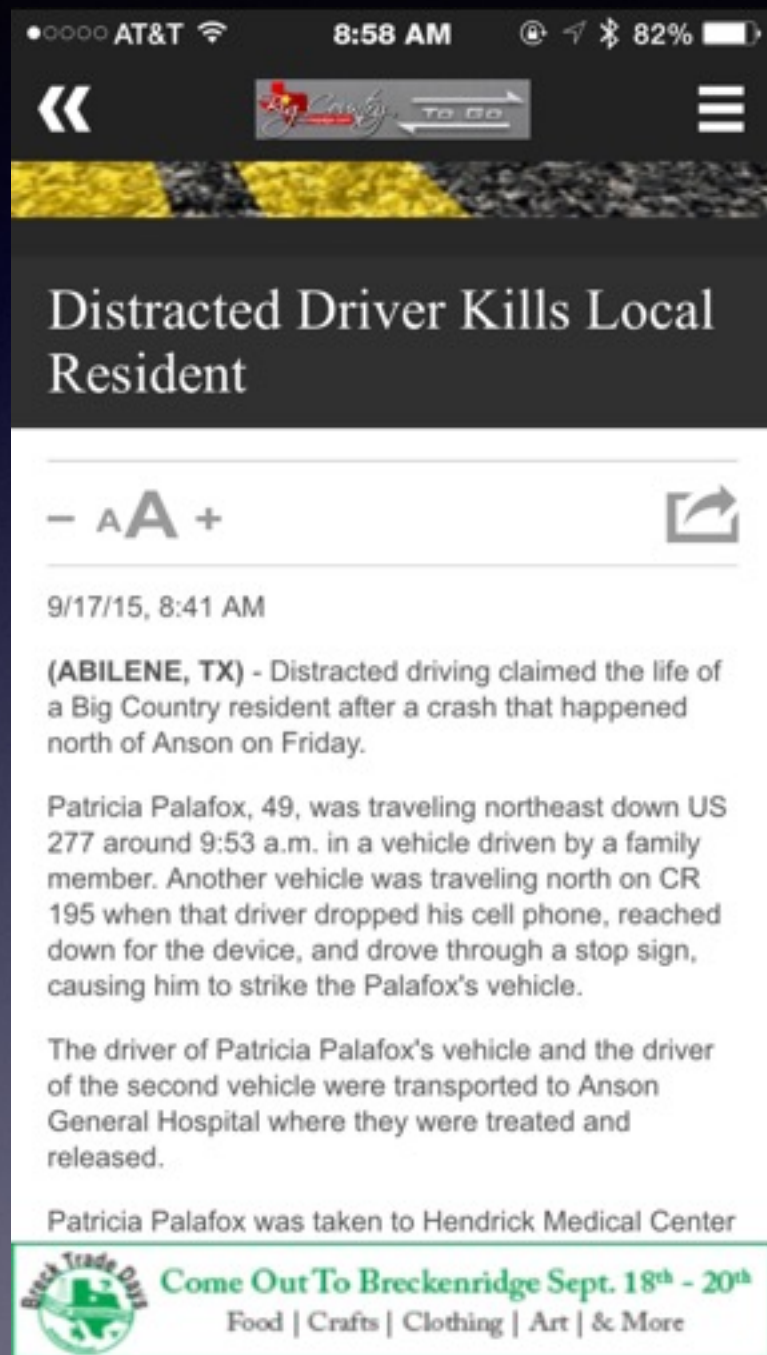 AT&T 8:58 AM 82%
Big Country
TO GO
Distracted Driver Kills Local
Resident
- AA +
9/17/15, 8:41 AM
(ABILENE, TX) - Distracted driving claimed the life of
a Big Country resident after a crash that happened
north of Anson on Friday.
Patricia Palafox, 49, was traveling northeast down US
277 around 9:53 a.m. in a vehicle driven by a family
member. Another vehicle was traveling north on CR
195 when that driver dropped his cell phone, reached
down for the device, and drove through a stop sign,
causing him to strike the Palafox's vehicle.
The driver of Patricia Palafox's vehicle and the driver
of the second vehicle were transported to Anson
General Hospital where they were treated and
released.
Patricia Palafox was taken to Hendrick Medical Center
Breck Trade Days
Come Out To Breckenridge Sept. 18th - 20th
Food | Crafts | Clothing | Art | & More